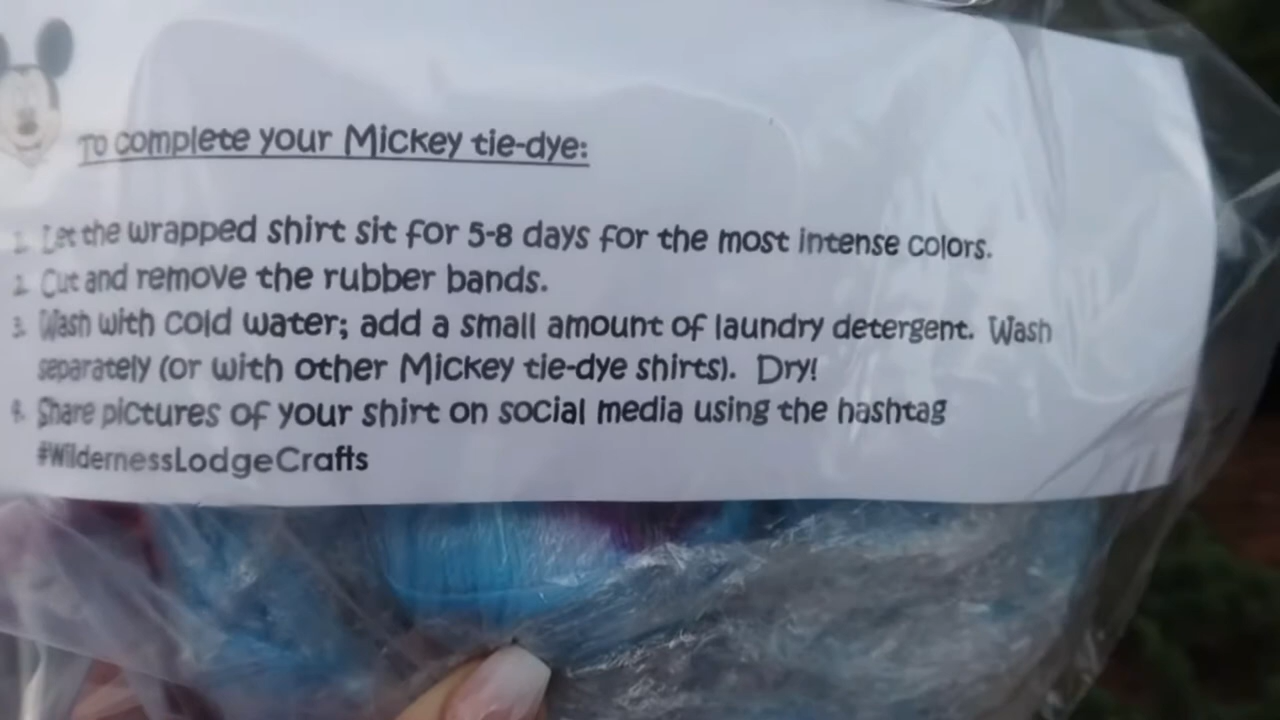 To complete your Mickey tie-dye:
1. Let the wrapped shirt sit for 5-8 days for the most intense colors.
2. Cut and remove the rubber bands.
3. Wash with cold water; add a small amount of laundry detergent. Wash
separately (or with other Mickey tie-dye shirts). Dry!
4. Share pictures of your shirt on social media using the hashtag
#WildernessLodgeCrafts